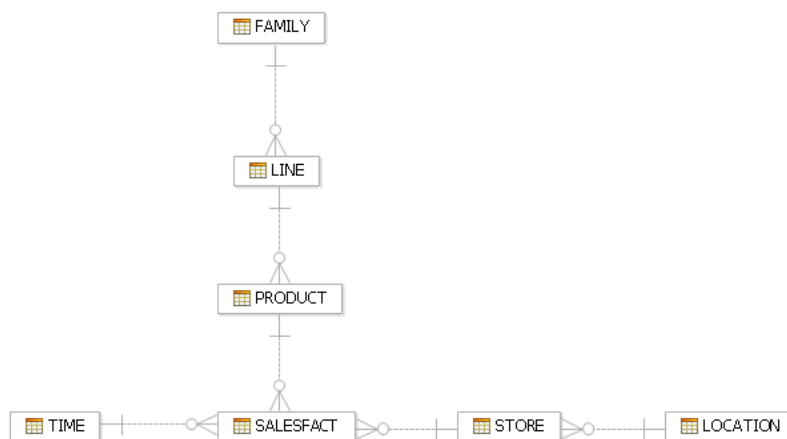 FAMILY
LINE
PRODUCT
TIME
SALESFACT
STORE
LOCATION